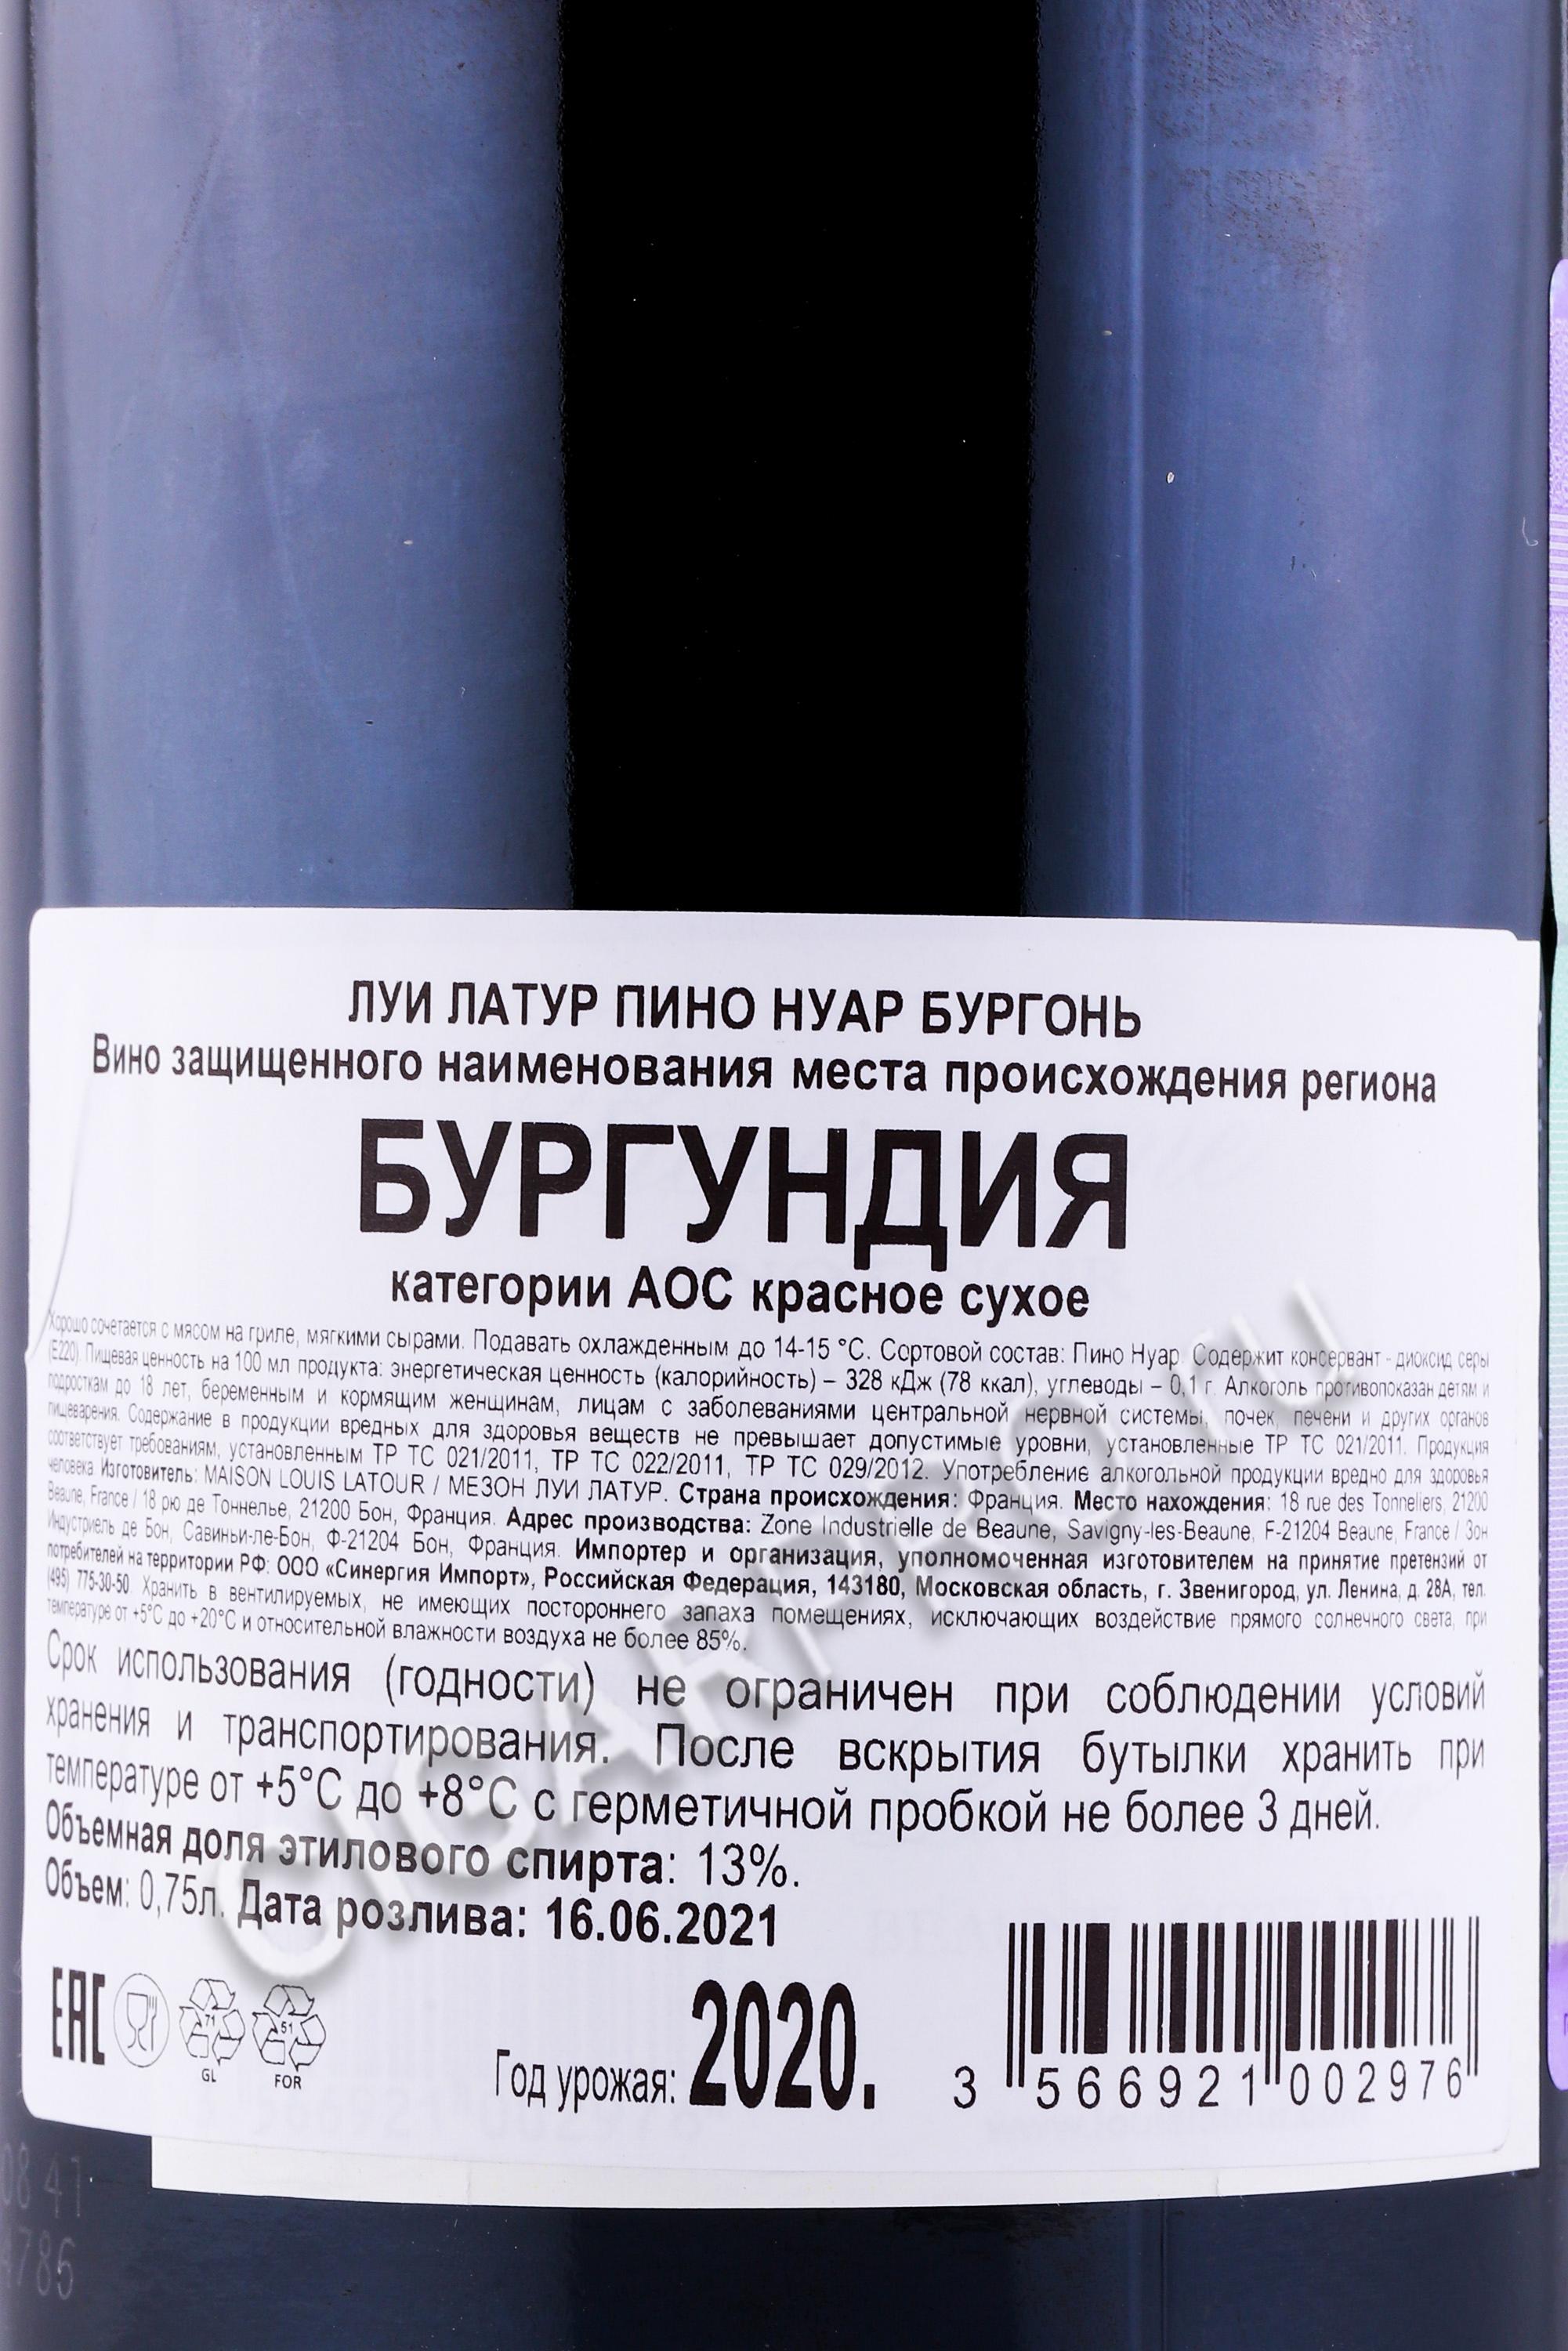 ЛУИ ЛАТУР ПИНО НУАР БУРГОНЬ
Вино защищенного наименования места происхождения региона
БУРГУНДИЯ
категории АОС красное сухое
Хорошо сочетается с мясом на гриле, мягкими сырами. Подавать охлажденным до 14-15 °С. Сортовой состав: Пино Нуар. Содержит консервант - диоксид серы
(Е220). Пищевая ценность на 100 мл продукта: энергетическая ценность (калорийность) – 328 кДж (78 ккал), углеводы – 0,1 г. Алкоголь противопоказан детям и
подросткам до 18 лет, беременным и кормящим женщинам, лицам с заболеваниями центральной нервной системы, почек, печени и других органов
пищеварения. Содержание в продукции вредных для здоровья веществ не превышает допустимые уровни, установленные ТР ТС 021/2011. Продукция
соответствует требованиям, установленным ТР ТС 021/2011, ТР ТС 022/2011, ТР ТС 029/2012. Употребление алкогольной продукции вредно для здоровья
человека Изготовитель: MAISON LOUIS LATOUR / МЕЗОН ЛУИ ЛАТУР. Страна происхождения: Франция. Место нахождения: 18 rue des Tonneliers, 21200
Beaune, France / 18 рю де Тоннелье, 21200 Бон, Франция. Адрес производства: Zone Industrielle de Beaune, Savigny-les-Beaune, F-21204 Beaune, France / Зон
Индустриель де Бон, Савиньи-ле-Бон, Ф-21204 Бон, Франция. Импортер и организация, уполномоченная изготовителем на принятие претензий от
потребителей на территории РФ: ООО «Синергия Импорт», Российская Федерация, 143180, Московская область, г. Звенигород, ул. Ленина, д. 28А, тел.
(495) 775-30-50 Хранить в вентилируемых, не имеющих постороннего запаха помещениях, исключающих воздействие прямого солнечного света, при
температуре от +5°С до +20°С и относительной влажности воздуха не более 85%.
Срок использования (годности) не ограничен при соблюдении условий
хранения и транспортирования. После вскрытия бутылки хранить при
температуре от +5°С до +8°С с герметичной пробкой не более 3 дней.
Объемная доля этилового спирта: 13%.
Объем: 0,75л. Дата розлива: 16.06.2021
EAC
71
GL
51
FOR
Год урожая: 2020.
3 566921 002976
CIGARPRO.RU
08 41
4786